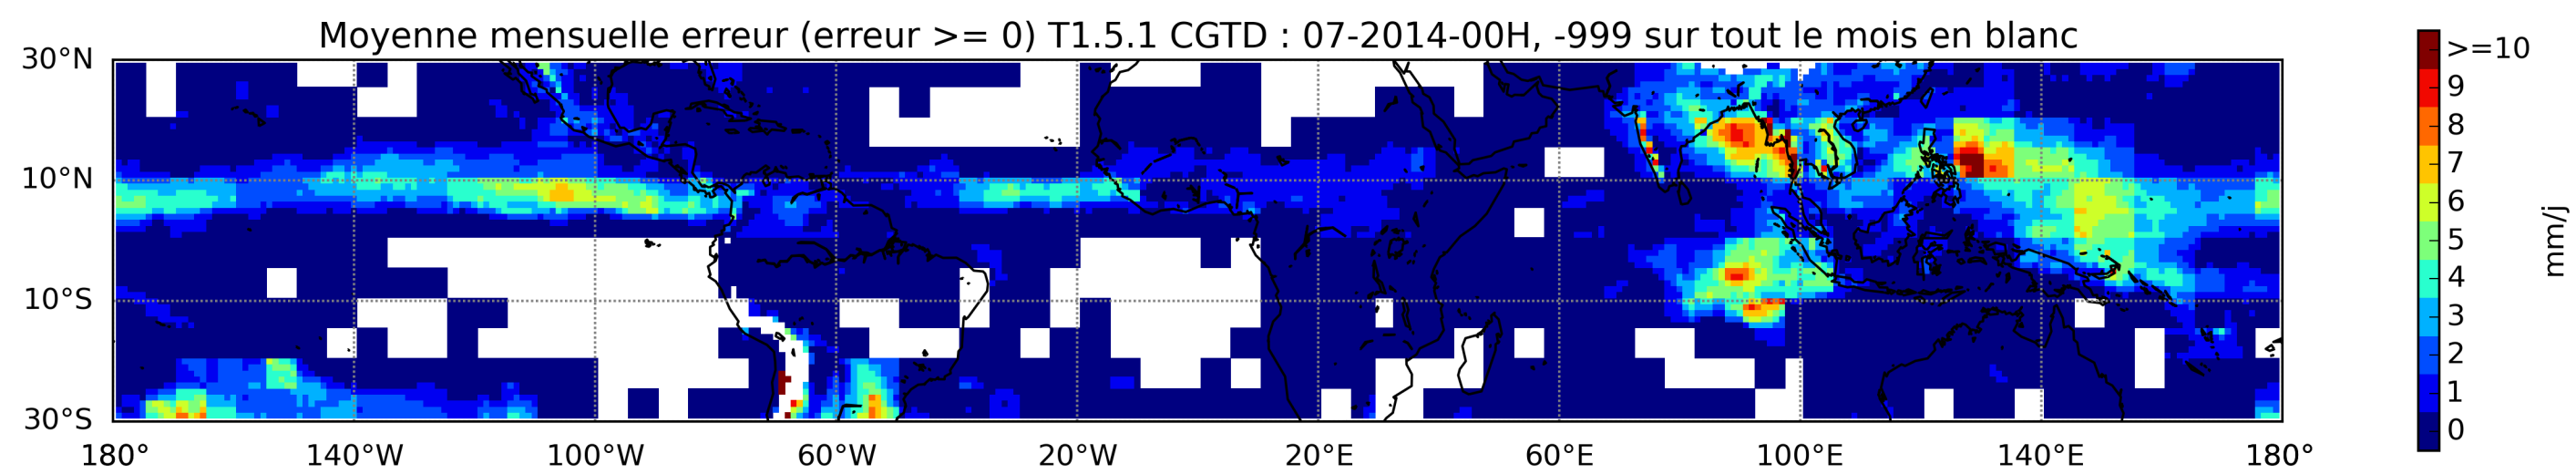 Moyenne mensuelle erreur (erreur >= 0) T1.5.1 CGTD : 07-2014-00H, -999 sur tout le mois en blanc
30°N
10°N
10°S
30°S
180°
140°W
100°W
60°W
20°W
20°E
60°E
100°E
140°E
180°
>=10
9
8
7
6
5
4
3
2
1
0
mm/j